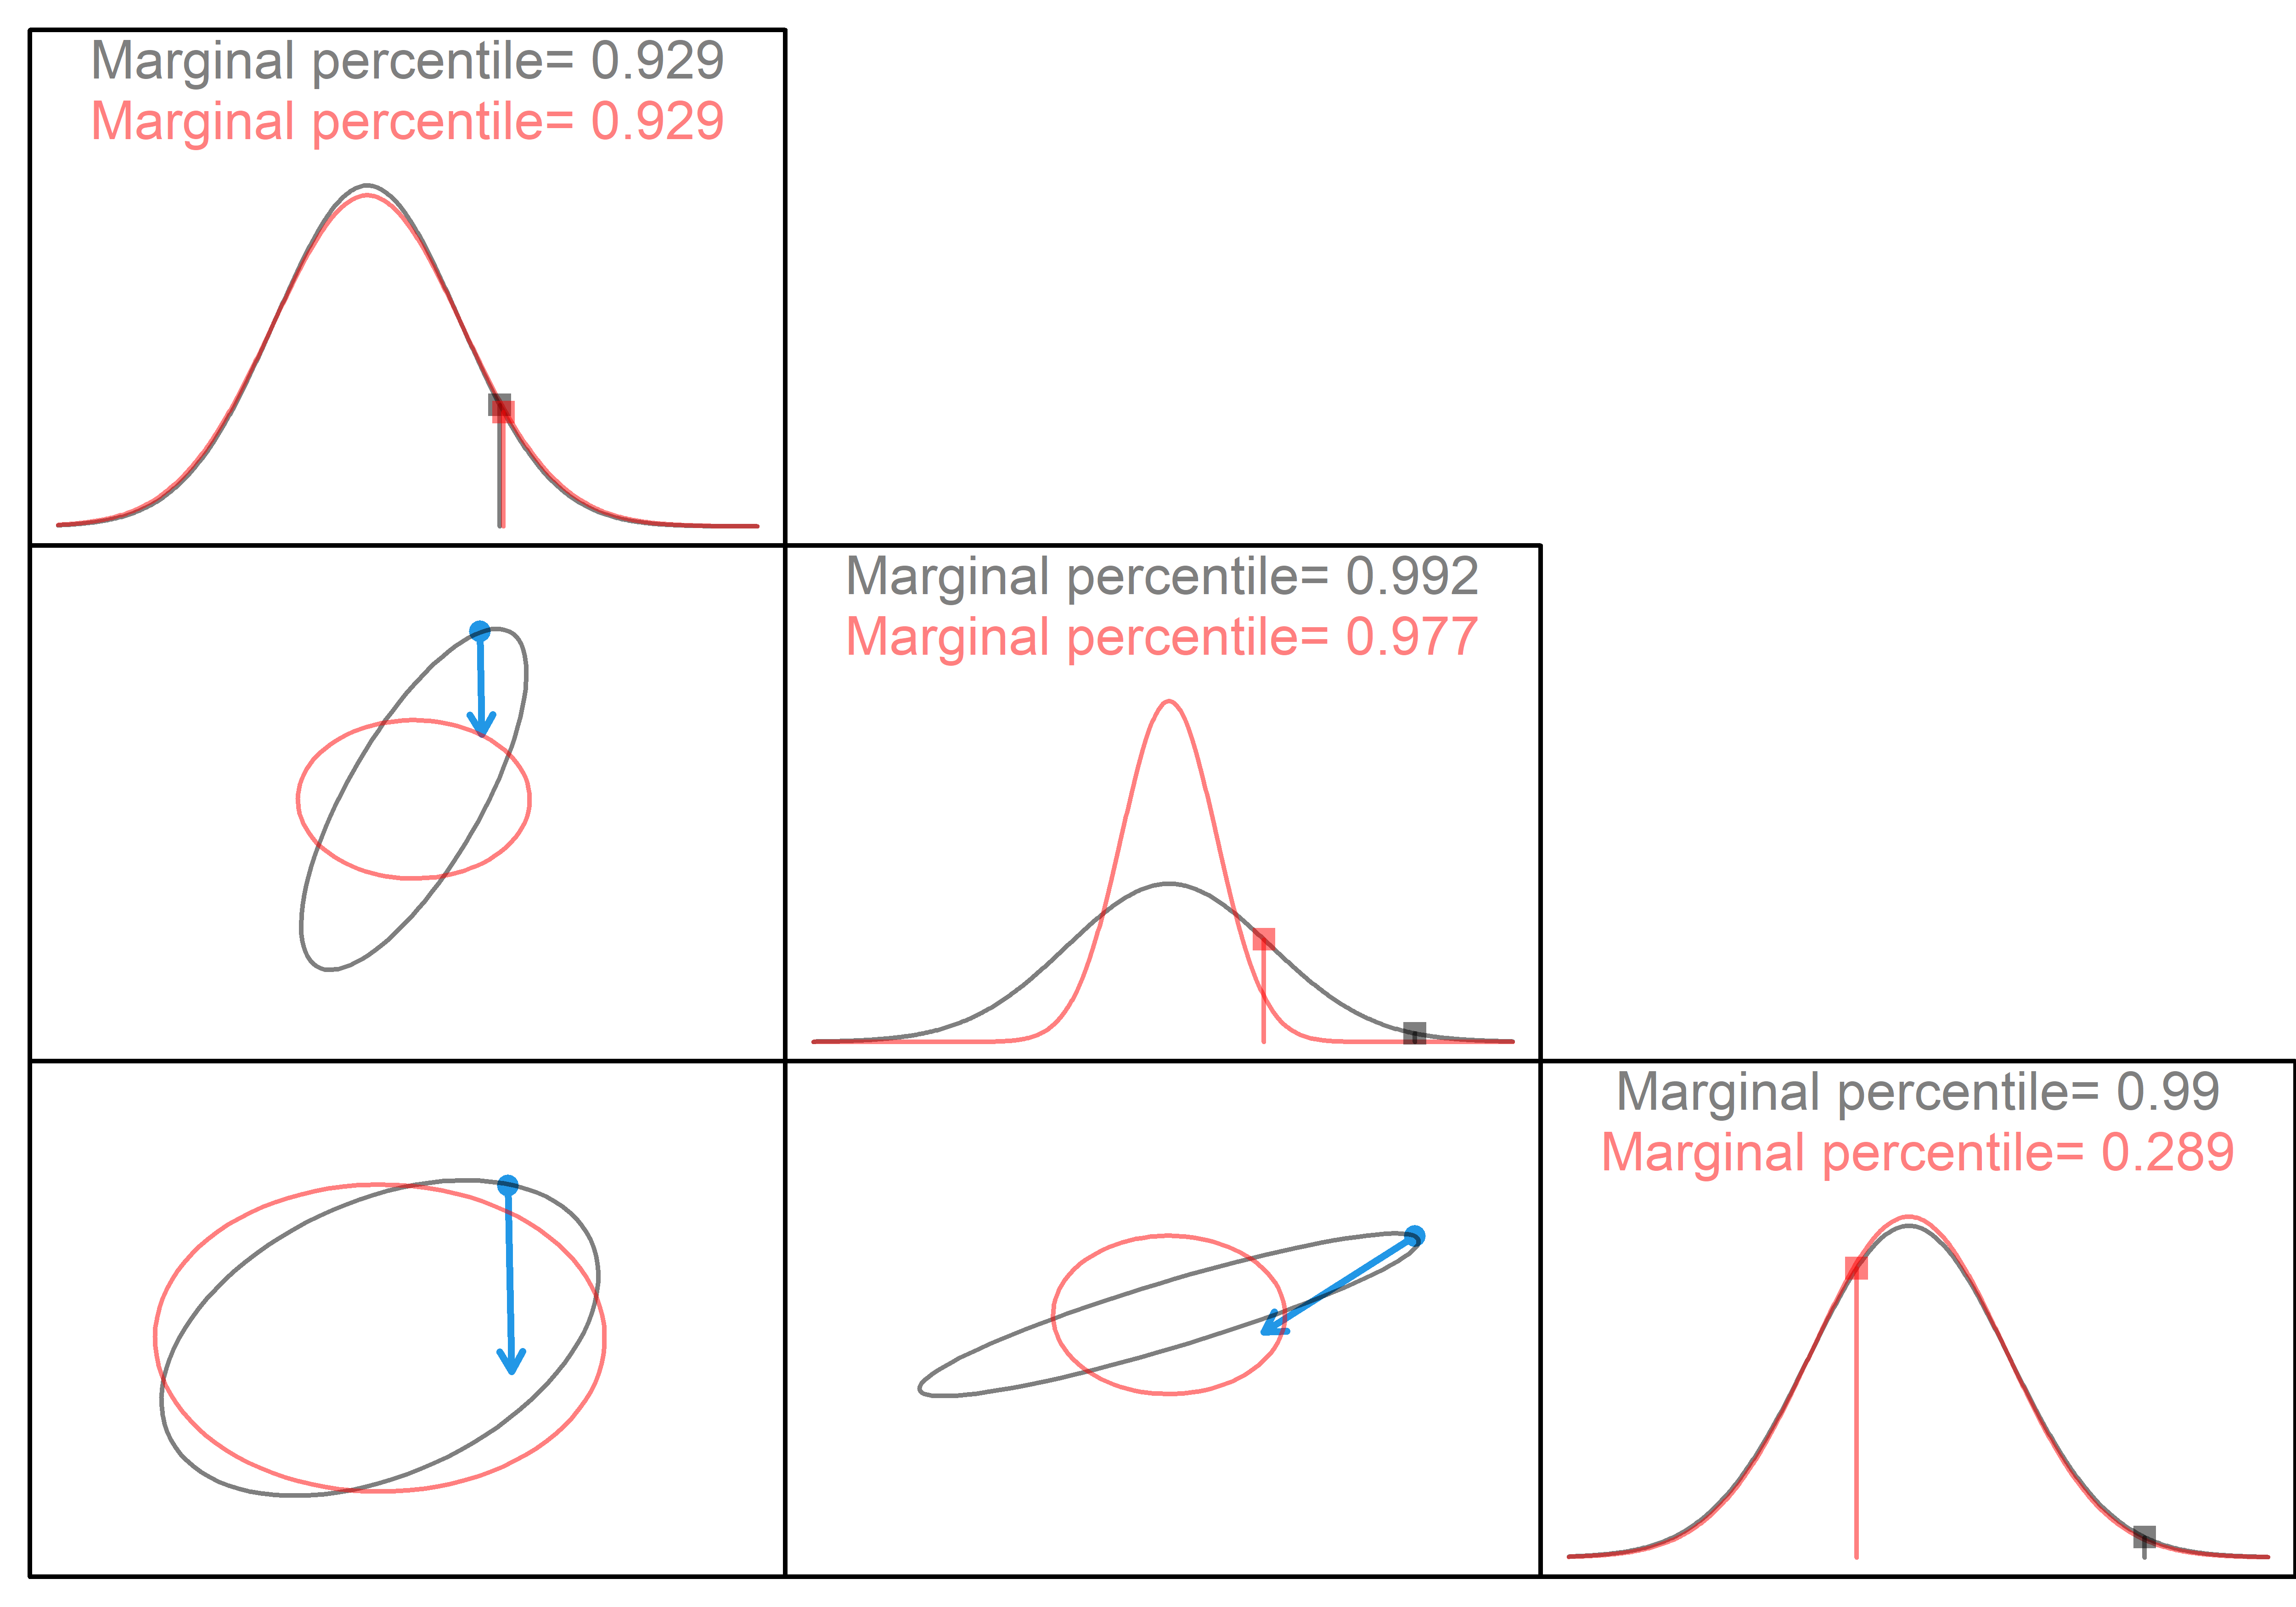 Marginal percentile= 0.929
Marginal percentile= 0.929
Marginal percentile= 0.992
Marginal percentile= 0.977
Marginal percentile= 0.99
Marginal percentile= 0.289